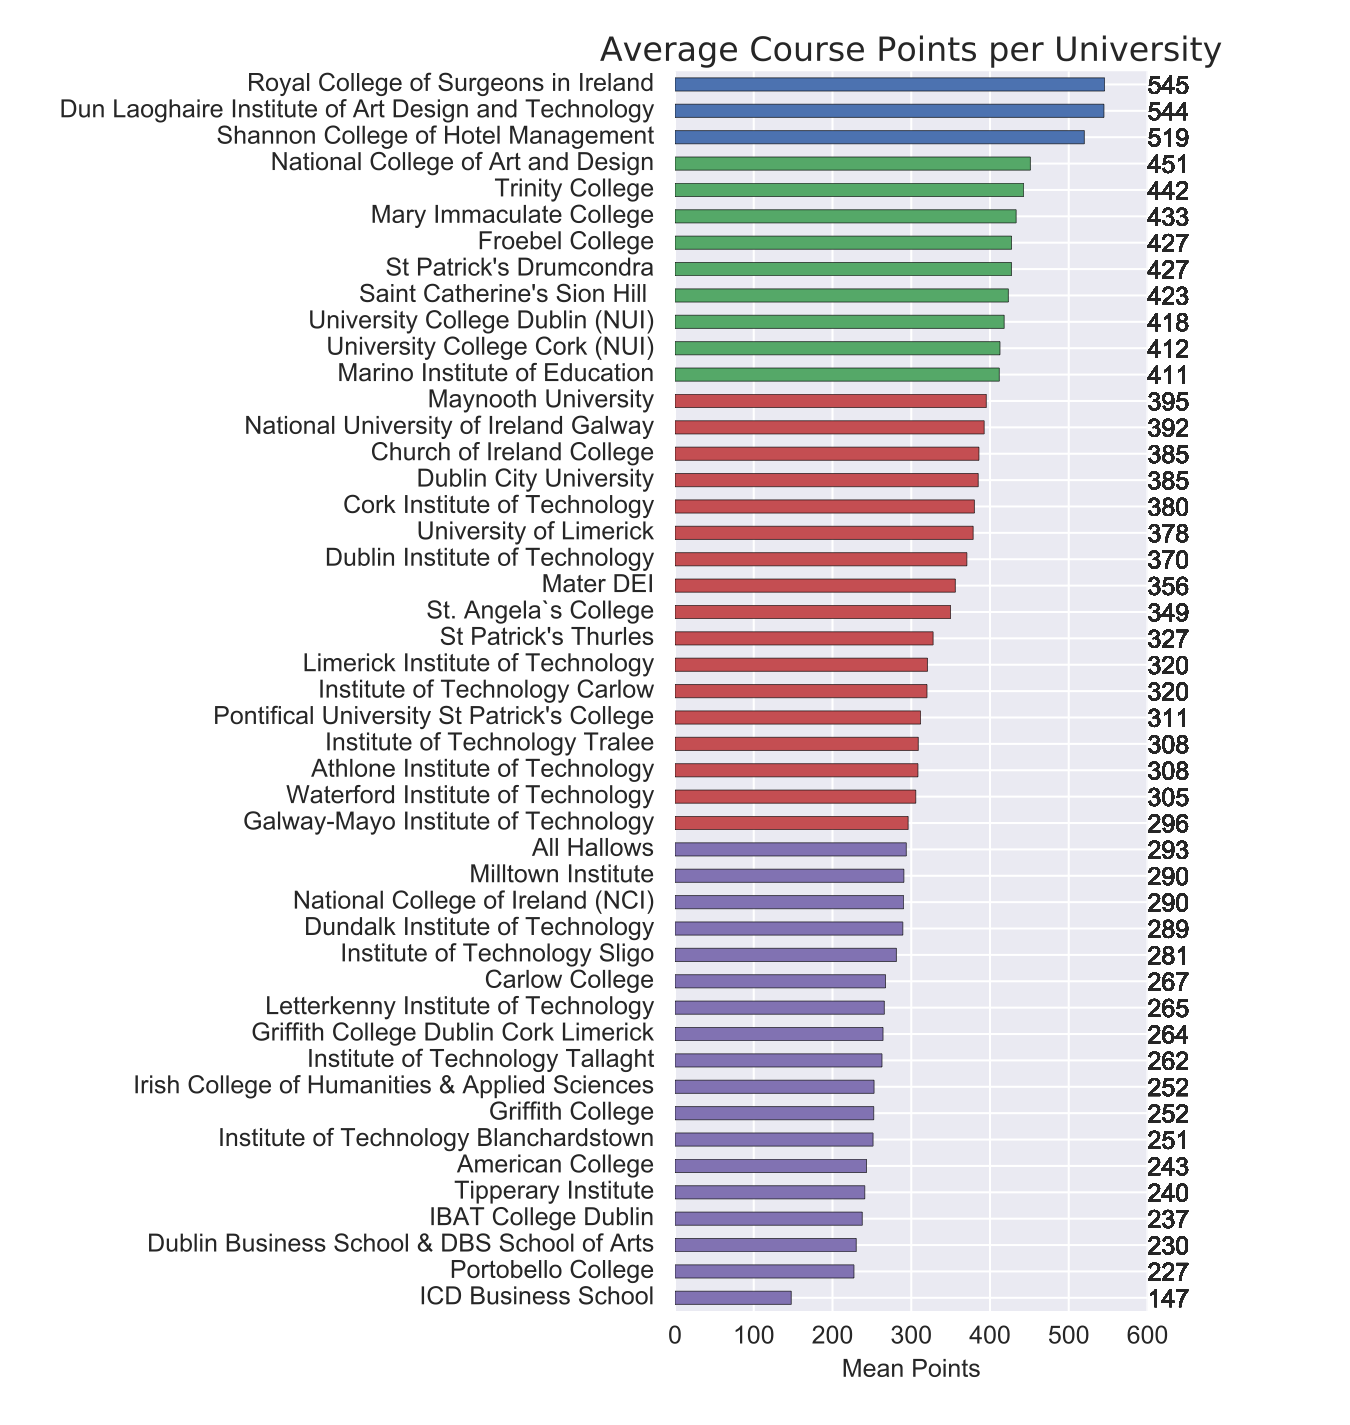 Average Course Points per University
Royal College of Surgeons in Ireland 545
Dun Laoghaire Institute of Art Design and Technology 544
Shannon College of Hotel Management 519
National College of Art and Design 451
Trinity College 442
Mary Immaculate College 433
Froebel College 427
St Patrick's Drumcondra 427
Saint Catherine's Sion Hill 423
University College Dublin (NUI) 418
University College Cork (NUI) 412
Marino Institute of Education 411
Maynooth University 395
National University of Ireland Galway 392
Church of Ireland College 385
Dublin City University 385
Cork Institute of Technology 380
University of Limerick 378
Dublin Institute of Technology 370
Mater DEI 356
St. Angela`s College 349
St Patrick's Thurles 327
Limerick Institute of Technology 320
Institute of Technology Carlow 320
Pontifical University St Patrick's College 311
Institute of Technology Tralee 308
Athlone Institute of Technology 308
Waterford Institute of Technology 305
Galway-Mayo Institute of Technology 296
All Hallows 293
Milltown Institute 290
National College of Ireland (NCI) 290
Dundalk Institute of Technology 289
Institute of Technology Sligo 281
Carlow College 267
Letterkenny Institute of Technology 265
Griffith College Dublin Cork Limerick 264
Institute of Technology Tallaght 262
Irish College of Humanities & Applied Sciences 252
Griffith College 252
Institute of Technology Blanchardstown 251
American College 243
Tipperary Institute 240
IBAT College Dublin 237
Dublin Business School & DBS School of Arts 230
Portobello College 227
ICD Business School 147
0 100 200 300 400 500 600
Mean Points